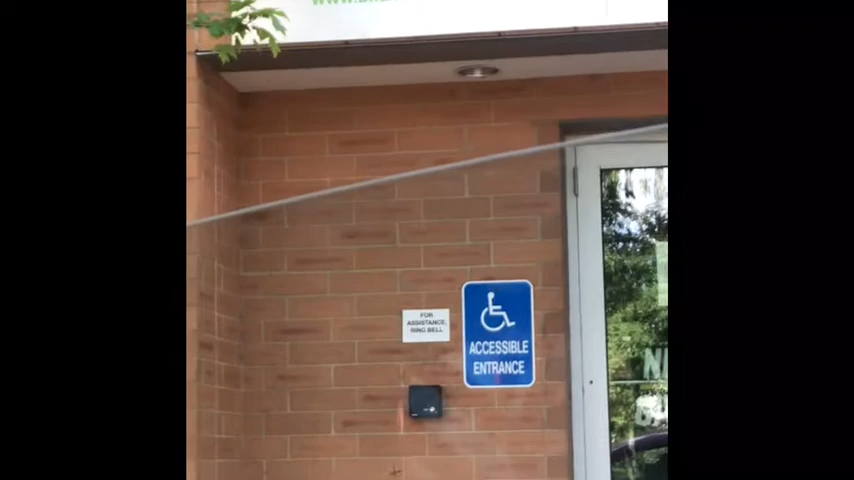 FOR
ASSISTANCE,
RING BELL
ACCESSIBLE
ENTRANCE